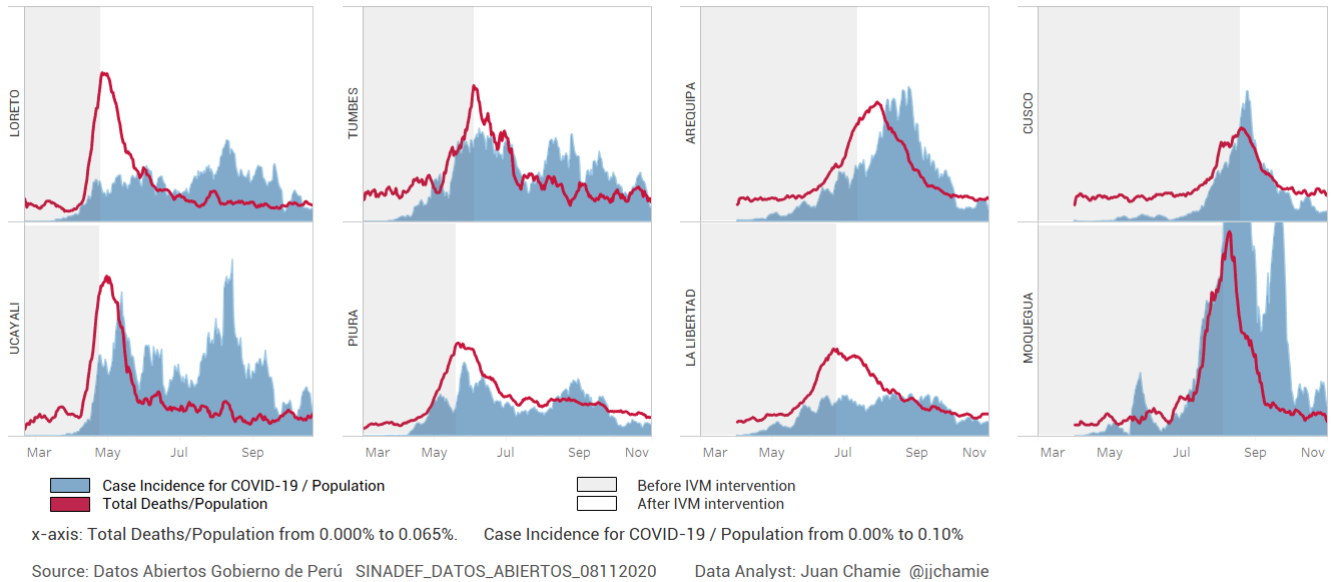 LORETO
TUMBES
AREQUIPA
CUSCO
UCAYALI
PIURA
LA LIBERTAD
MOQUEGUA
Mar May Jul Sep
Mar May Jul Sep Nov
Mar May Jul Sep Nov
Mar May Jul Sep Nov
Case Incidence for COVID-19 / Population
Total Deaths/Population
Before IVM intervention
After IVM intervention
x-axis: Total Deaths/Population from 0.000% to 0.065%. Case Incidence for COVID-19 / Population from 0.00% to 0.10%
Source: Datos Abiertos Gobierno de Perú SINADEF_DATOS_ABIERTOS_08112020 Data Analyst: Juan Chamie @jjchamie